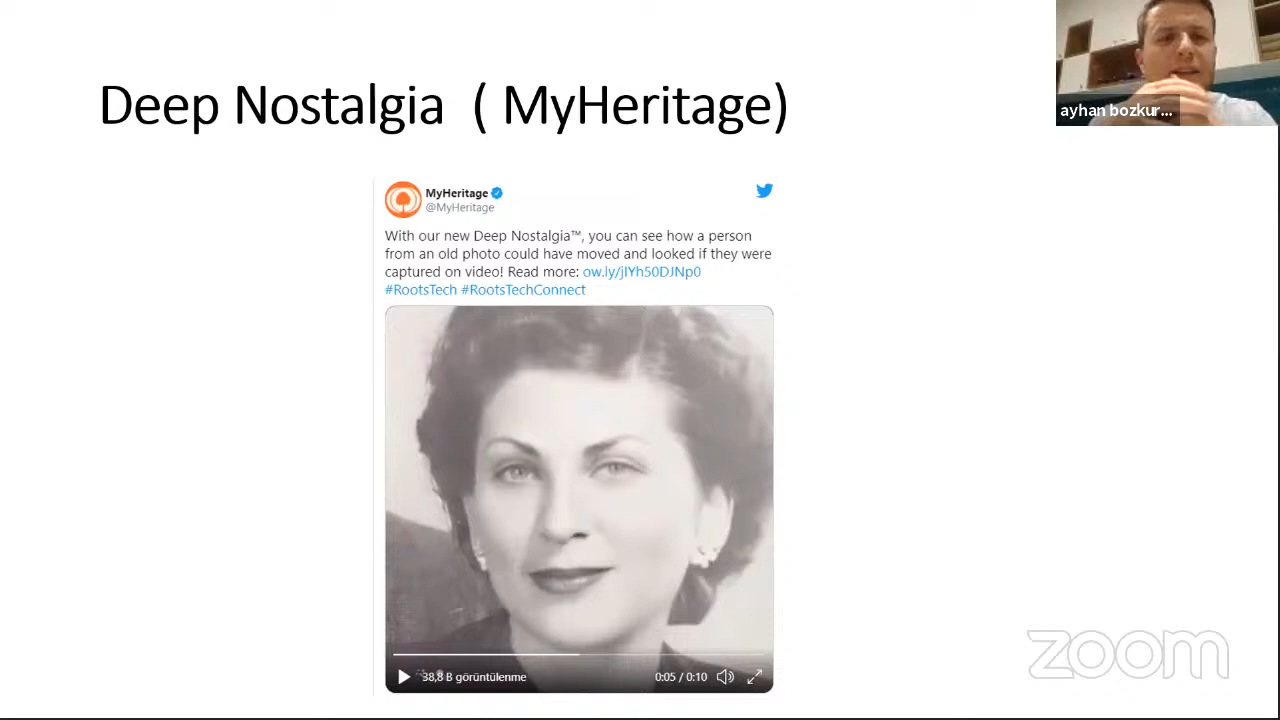 Deep Nostalgia ( MyHeritage)
ayhan bozkur...
MyHeritage
@MyHeritage
With our new Deep Nostalgia™, you can see how a person
from an old photo could have moved and looked if they were
captured on video! Read more: ow.ly/jIYh50DJNp0
#RootsTech #RootsTechConnect
38,8 B görüntülenme
0:05 / 0:10
zoom